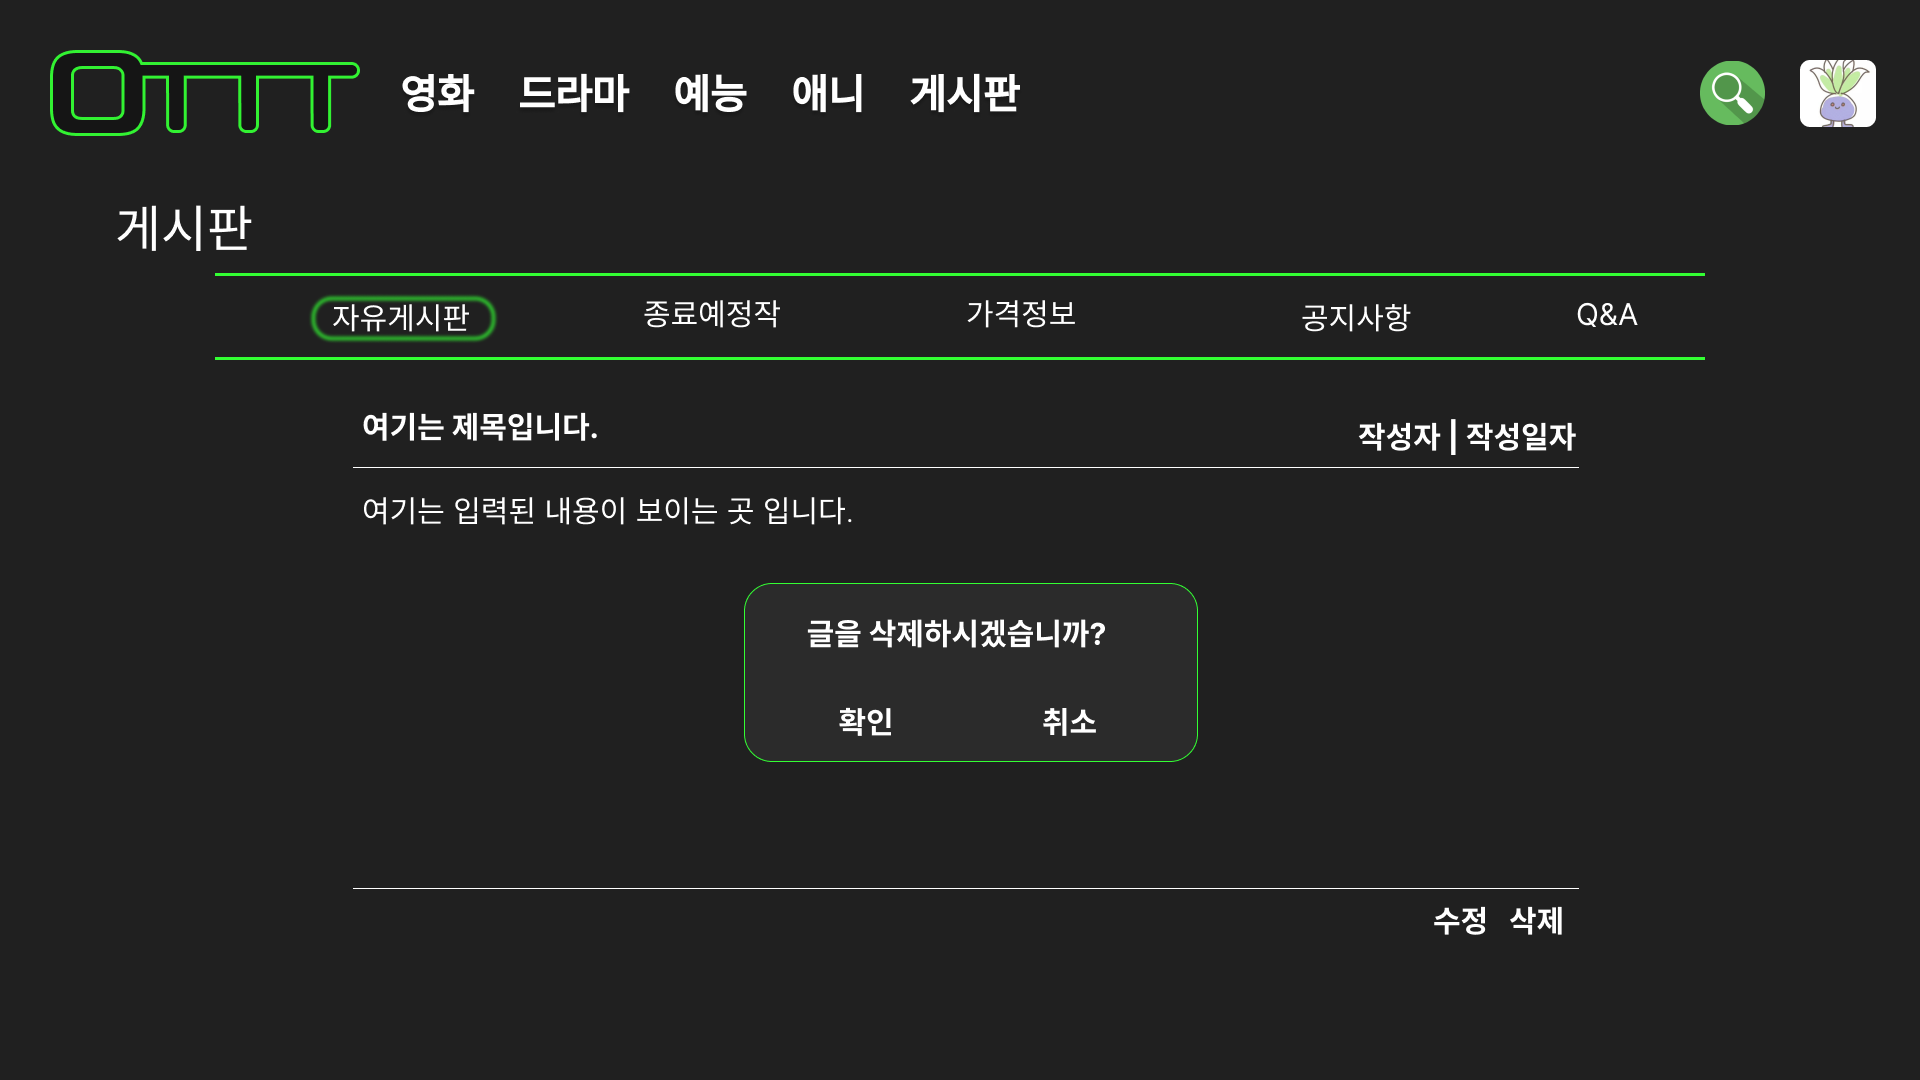 OTTT 영화 드라마 예능 애니 게시판
게시판
자유게시판 종료예정작 가격정보 공지사항 Q&A
여기는 제목입니다. 작성자 | 작성일자
여기는 입력된 내용이 보이는 곳 입니다.
글을 삭제하시겠습니까?
확인 취소
수정 삭제